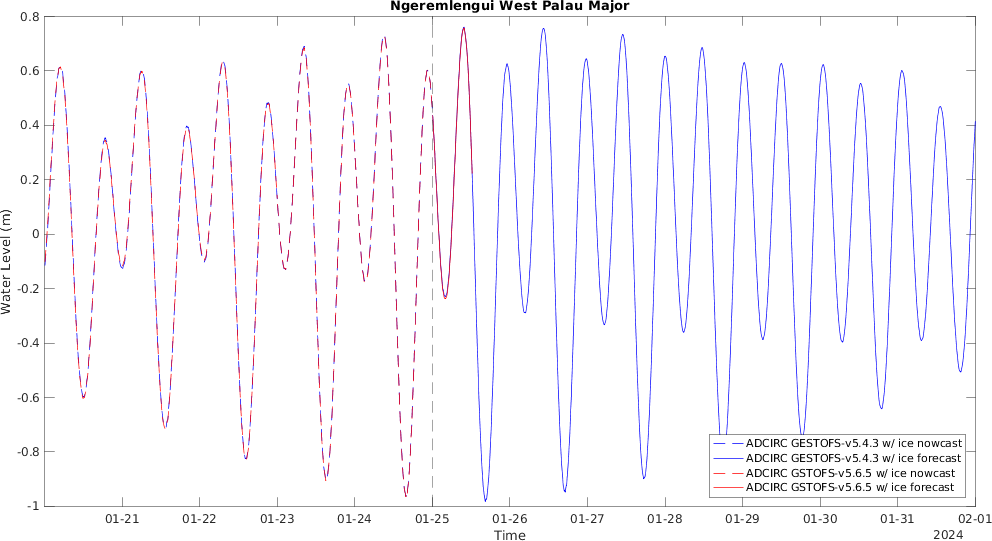 Ngeremlengui West Palau Major
0.8
0.6
0.4
0.2
0
-0.2
-0.4
-0.6
-0.8
-1
Water Level (m)
ADCIRC GESTOFS-v5.4.3 w/ ice nowcast
ADCIRC GESTOFS-v5.4.3 w/ ice forecast
ADCIRC GSTOFS-v5.6.5 w/ ice nowcast
ADCIRC GSTOFS-v5.6.5 w/ ice forecast
01-21 01-22 01-23 01-24 01-25 01-26 01-27 01-28 01-29 01-30 01-31 02-01
Time
2024